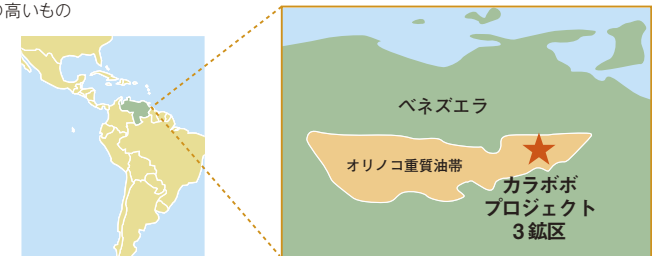 の高いもの
ベネズエラ
オリノコ重質油帯
カラボボ
プロジェクト
3鉱区